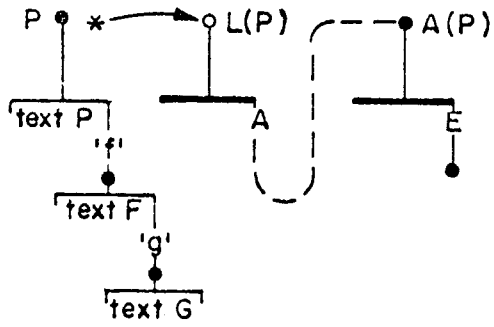 P * L(P) A(P)
text P A E
'f'
text F
'g'
text G